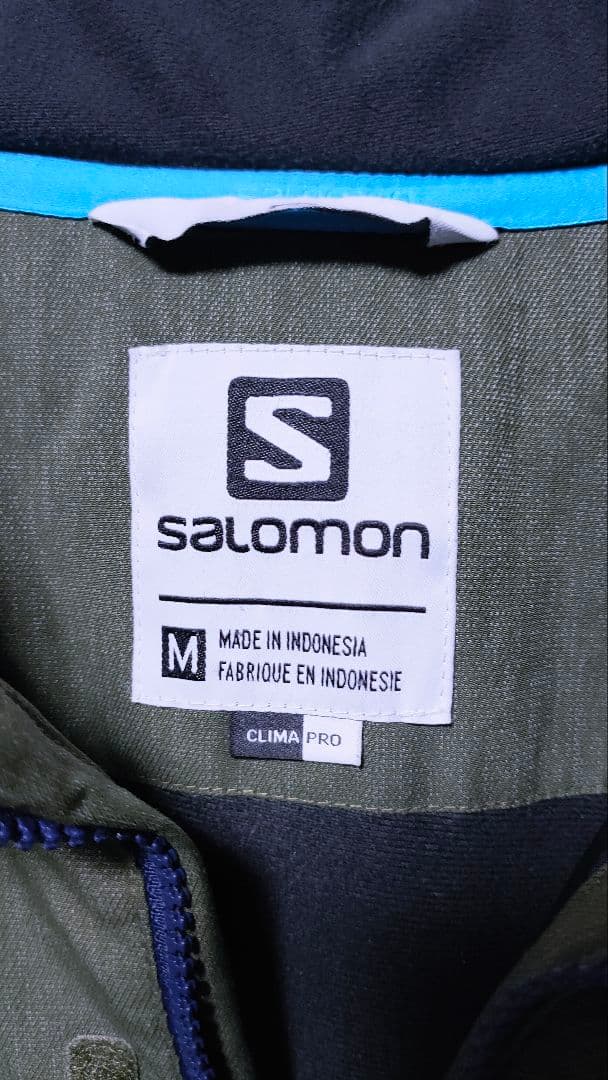 S
salomon
M MADE IN INDONESIA
FABRIQUE EN INDONESIE
CLIMA PRO